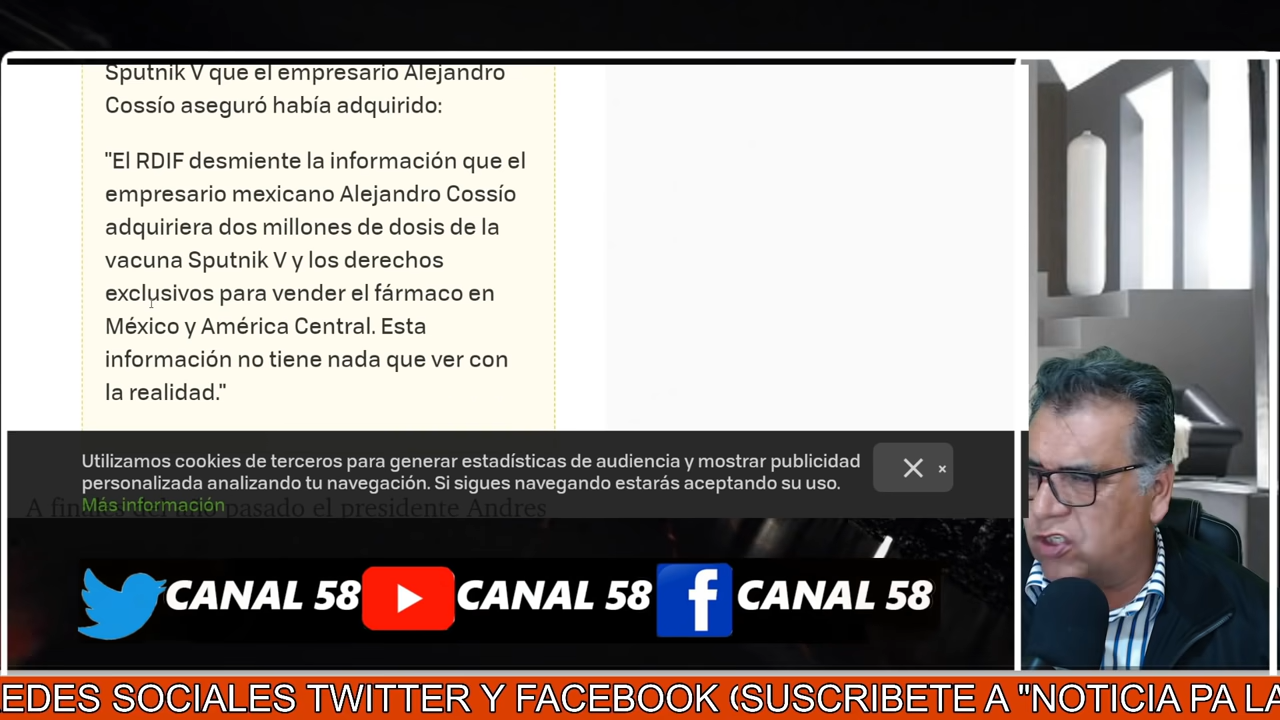 Sputnik V que el empresario Alejandro
Cossío aseguró había adquirido:
"El RDIF desmiente la información que el
empresario mexicano Alejandro Cossío
adquiriera dos millones de dosis de la
vacuna Sputnik V y los derechos
exclusivos para vender el fármaco en
México y América Central. Esta
información no tiene nada que ver con
la realidad."
Utilizamos cookies de terceros para generar estadísticas de audiencia y mostrar publicidad
personalizada analizando tu navegación. Si sigues navegando estarás aceptando su uso.
Más información
A finales del año pasado el presidente Andres
CANAL 58 CANAL 58 CANAL 58
EDES SOCIALES TWITTER Y FACEBOOK (SUSCRIBETE A "NOTICIA PA LA